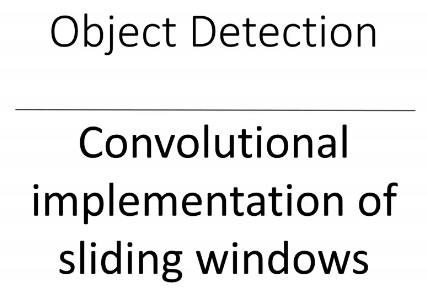 Object Detection
Convolutional
implementation of
sliding windows